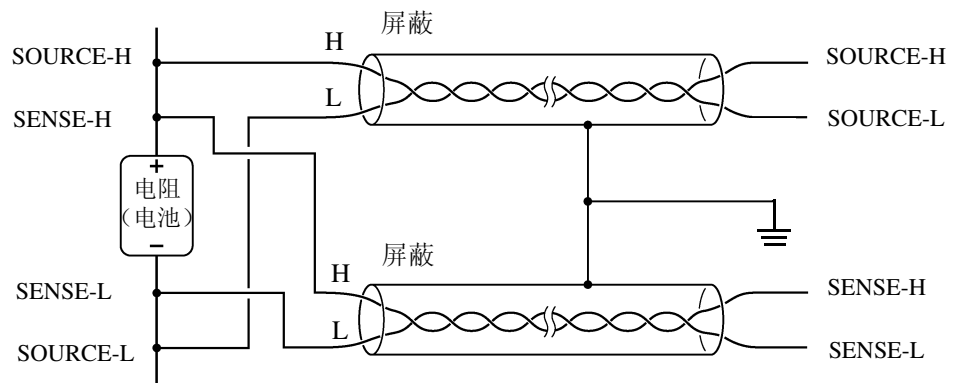 屏蔽
SOURCE-H
H
SOURCE-H
SENSE-H
L
SOURCE-L
+
电阻
(电池)
−
屏蔽
SENSE-L
H
SENSE-H
SOURCE-L
L
SENSE-L